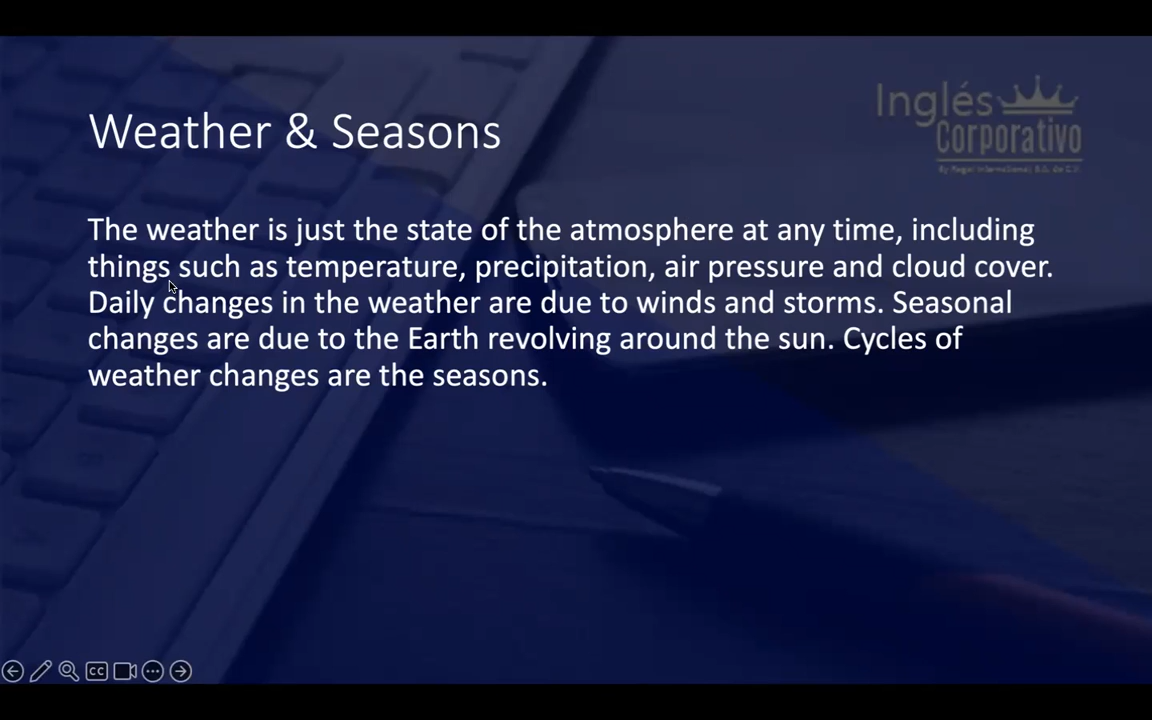 Inglés
Corporativo
Weather & Seasons
The weather is just the state of the atmosphere at any time, including
things such as temperature, precipitation, air pressure and cloud cover.
Daily changes in the weather are due to winds and storms. Seasonal
changes are due to the Earth revolving around the sun. Cycles of
weather changes are the seasons.
CC